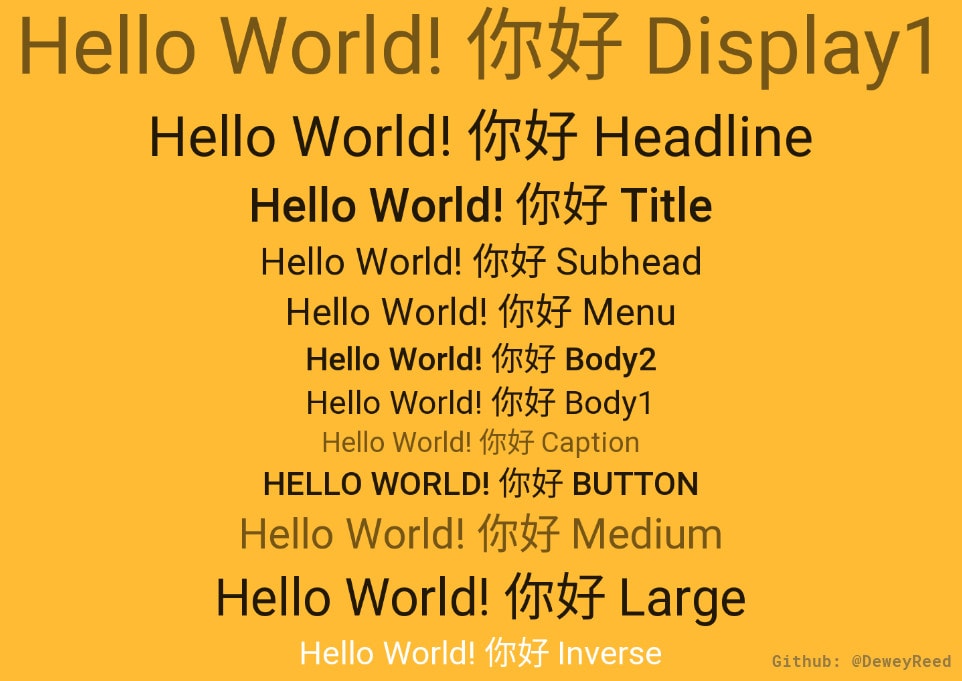 Hello World! 你好 Display1
Hello World! 你好 Headline
Hello World! 你好 Title
Hello World! 你好 Subhead
Hello World! 你好 Menu
Hello World! 你好 Body2
Hello World! 你好 Body1
Hello World! 你好 Caption
HELLO WORLD! 你好 BUTTON
Hello World! 你好 Medium
Hello World! 你好 Large
Hello World! 你好 Inverse
Github: @DeweyReed